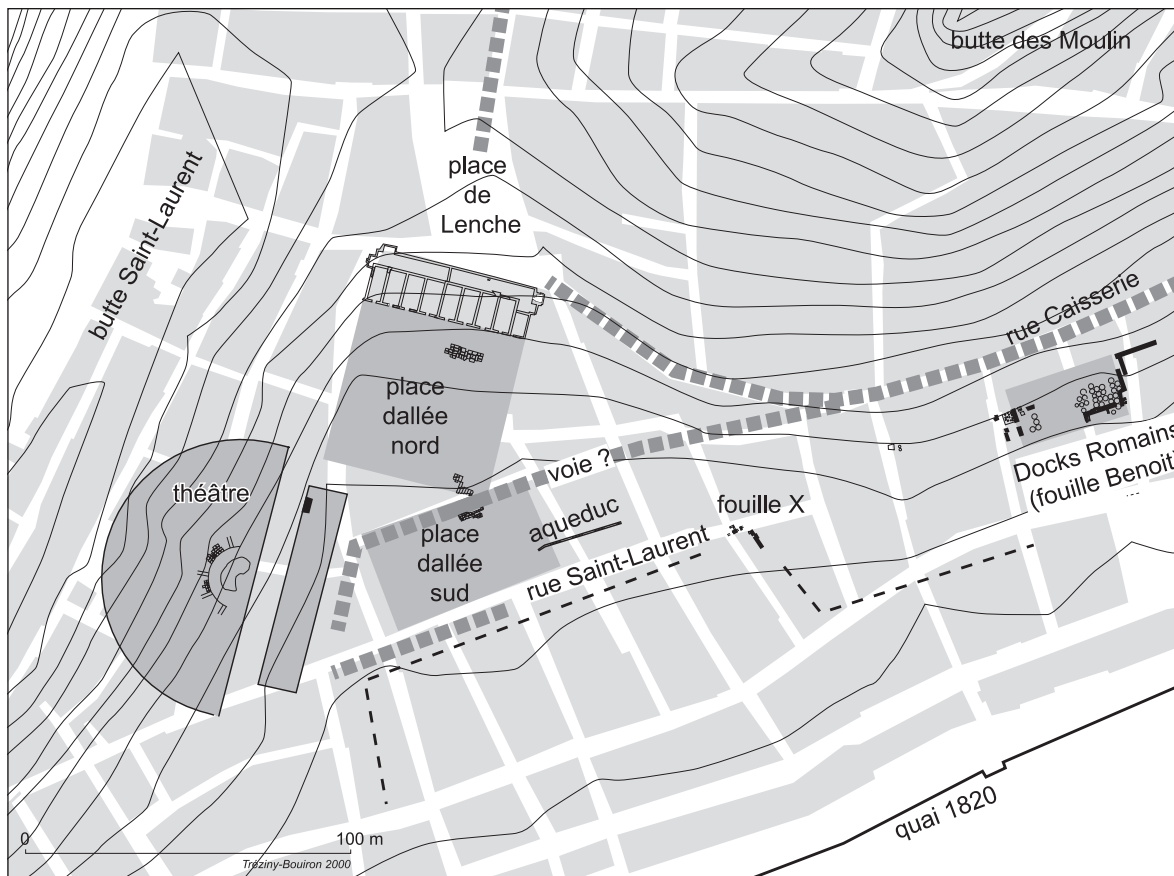 butte des Moulin
place
de
Lenche
butte Saint-Laurent
rue Caisserie
place
dallée
nord
théâtre
voie ?
Docks Romains
(fouille Benoit)
fouille X
aqueduc
place
dallée
sud
rue Saint-Laurent
quai 1820
0 100 m
Tréziny-Bouiron 2000